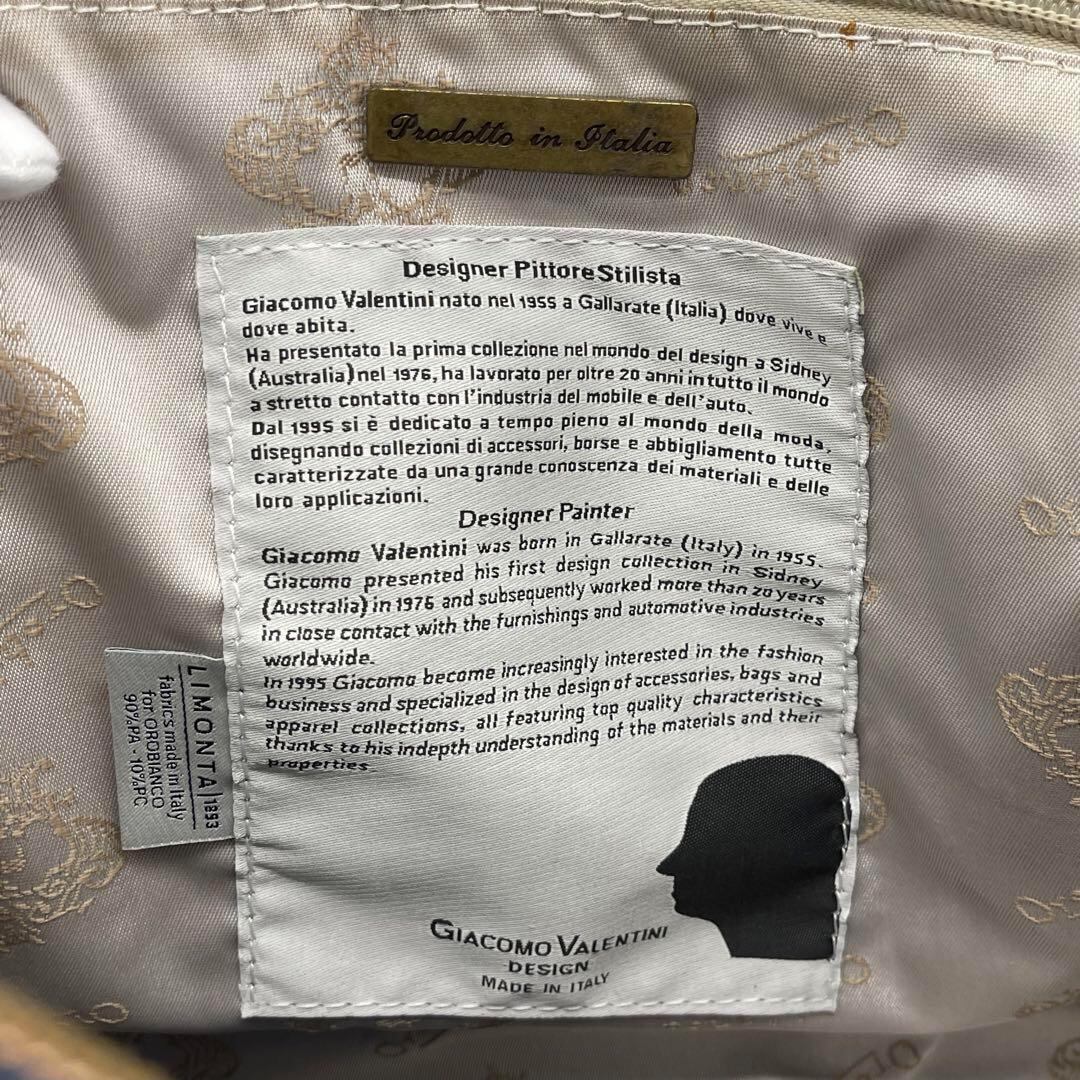 Prodotto in Italia
Designer Pittore Stilista
Giacomo Valentini nato nel 1955 a Gallarate (Italia) dove vive e
dove abita.
Ha presentato la prima collezione nel mondo del design a Sidney
(Australia) nel 1976, ha lavorato per oltre 20 anni in tutto il mondo
a stretto contatto con l'industria del mobile e dell'auto.
Dal 1995 si è dedicato a tempo pieno al mondo della moda,
disegnando collezioni di accessori, borse e abbigliamento tutte
caratterizzate da una grande conoscenza dei materiali e delle
loro applicazioni.
Designer Painter
Giacomo Valentini was born in Gallarate (Italy) in 1955.
Giacomo presented his first design collection in Sidney
(Australia) in 1976 and subsequently worked more than 20 years
in close contact with the furnishings and automotive industries
worldwide.
In 1995 Giacomo become increasingly interested in the fashion
business and specialized in the design of accessories, bags and
apparel collections, all featuring top quality characteristics
thanks to his indepth understanding of the materials and their
properties.
GIACOMO VALENTINI
DESIGN
MADE IN ITALY
LIMONTA | 1893
fabrics made in Italy
for OROBIANCO
90%PA - 10%PC